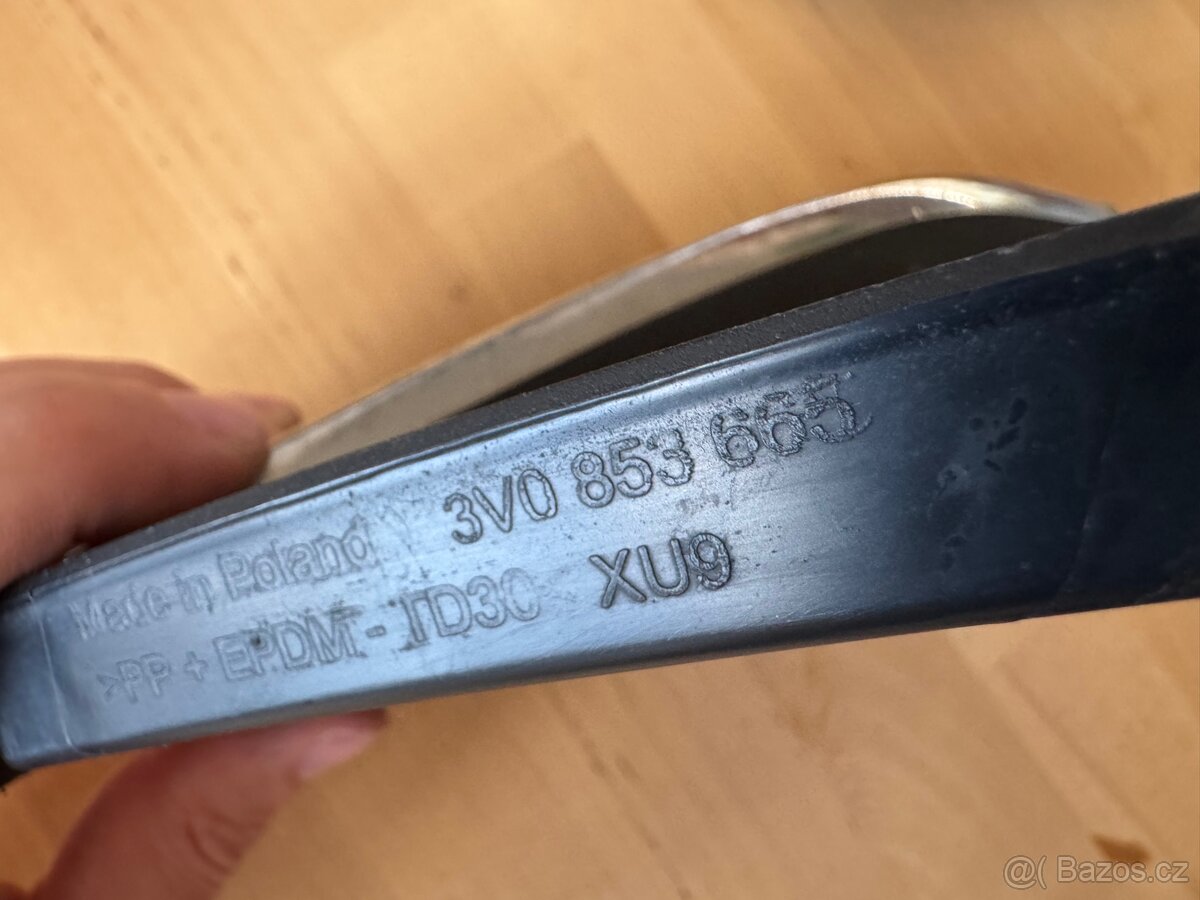 3V0 853 665
Made in Poland
XU9
>PP + EPDM - TD30
@( Bazos.cz